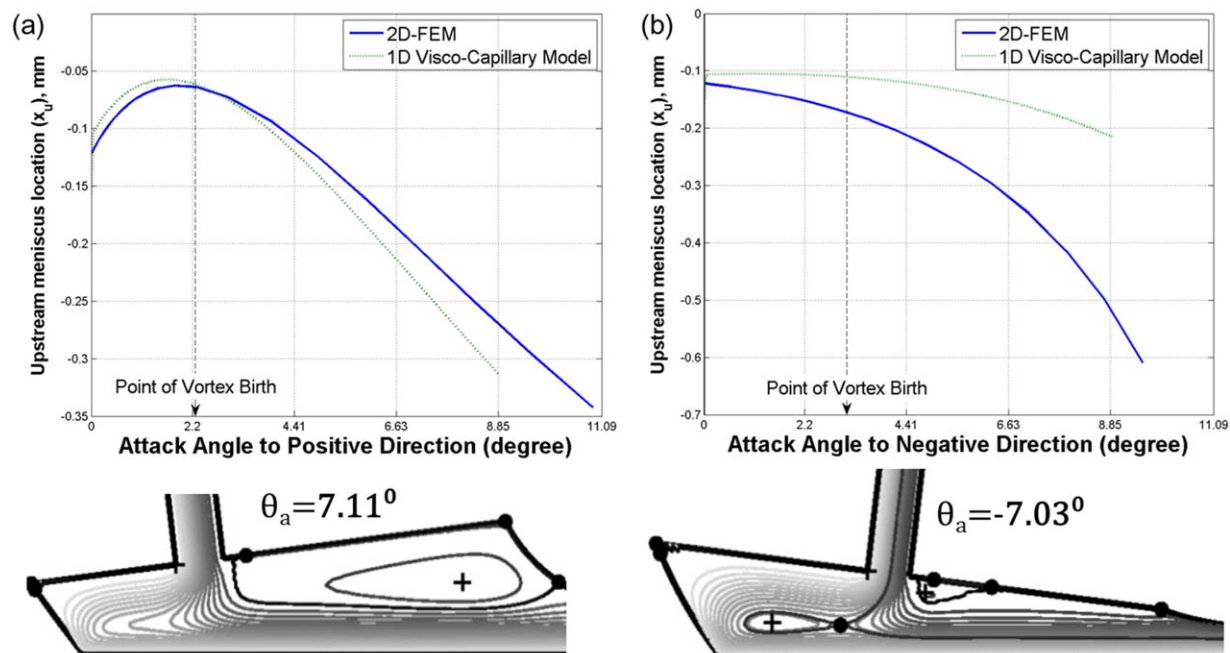 (a)
2D-FEM
1D Visco-Capillary Model
Upstream meniscus location (x_u), mm
0
-0.05
-0.1
-0.15
-0.2
-0.25
-0.3
-0.35
Point of Vortex Birth
0 2.2 4.41 6.63 8.85 11.09
Attack Angle to Positive Direction (degree)
θa=7.11⁰
(b)
2D-FEM
1D Visco-Capillary Model
Upstream meniscus location (x_u), mm
0
-0.1
-0.2
-0.3
-0.4
-0.5
-0.6
-0.7
Point of Vortex Birth
0 2.2 4.41 6.63 8.85 11.09
Attack Angle to Negative Direction (degree)
θa=-7.03⁰